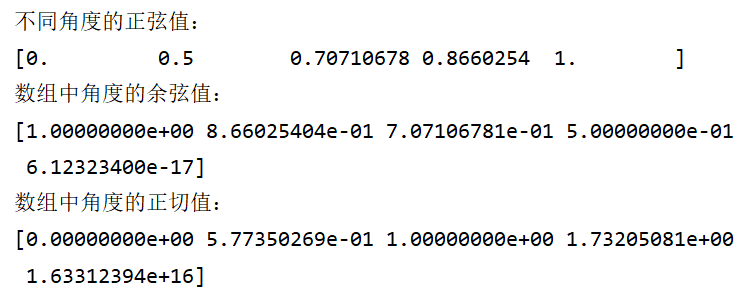 不同角度的正弦值：
[0.         0.5        0.70710678 0.8660254  1.        ]
数组中角度的余弦值：
[1.00000000e+00 8.66025404e-01 7.07106781e-01 5.00000000e-01
 6.12323400e-17]
数组中角度的正切值：
[0.00000000e+00 5.77350269e-01 1.00000000e+00 1.73205081e+00
 1.63312394e+16]